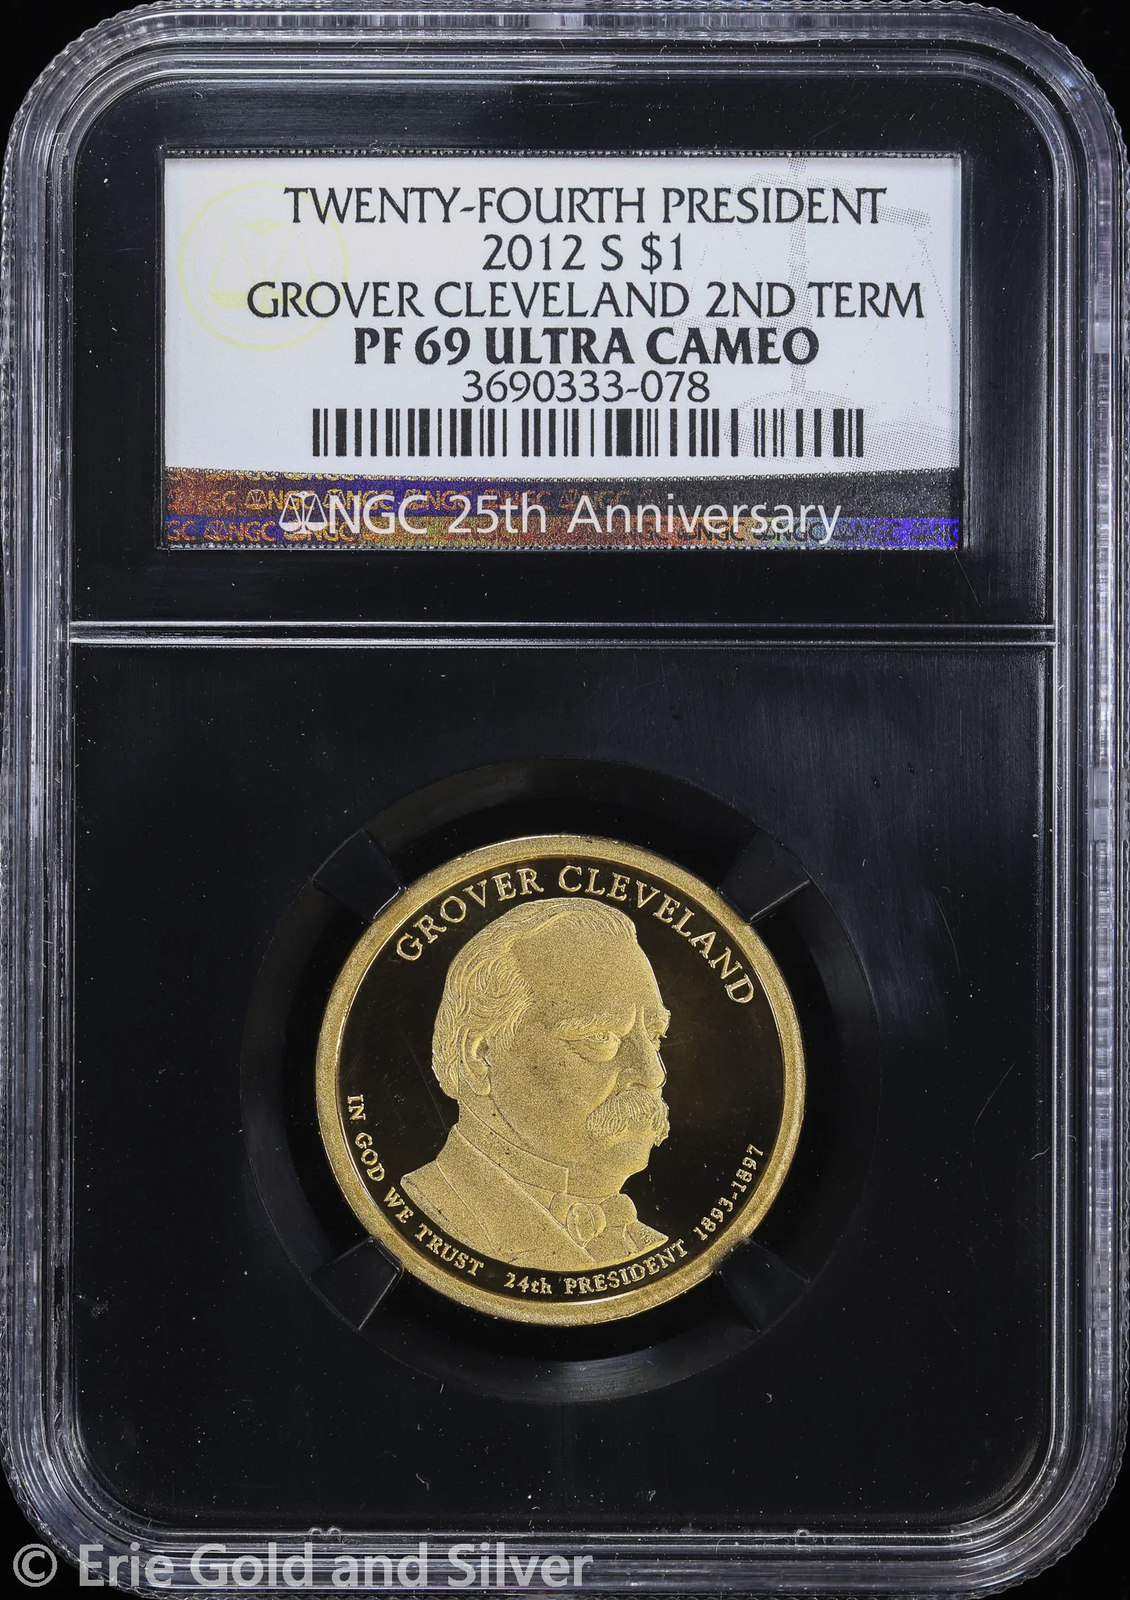 TWENTY-FOURTH PRESIDENT
2012 S $1
GROVER CLEVELAND 2ND TERM
PF 69 ULTRA CAMEO
3690333-078
NGC 25th Anniversary
GROVER CLEVELAND
IN GOD WE TRUST 24th PRESIDENT 1893-1897
© Erie Gold and Silver